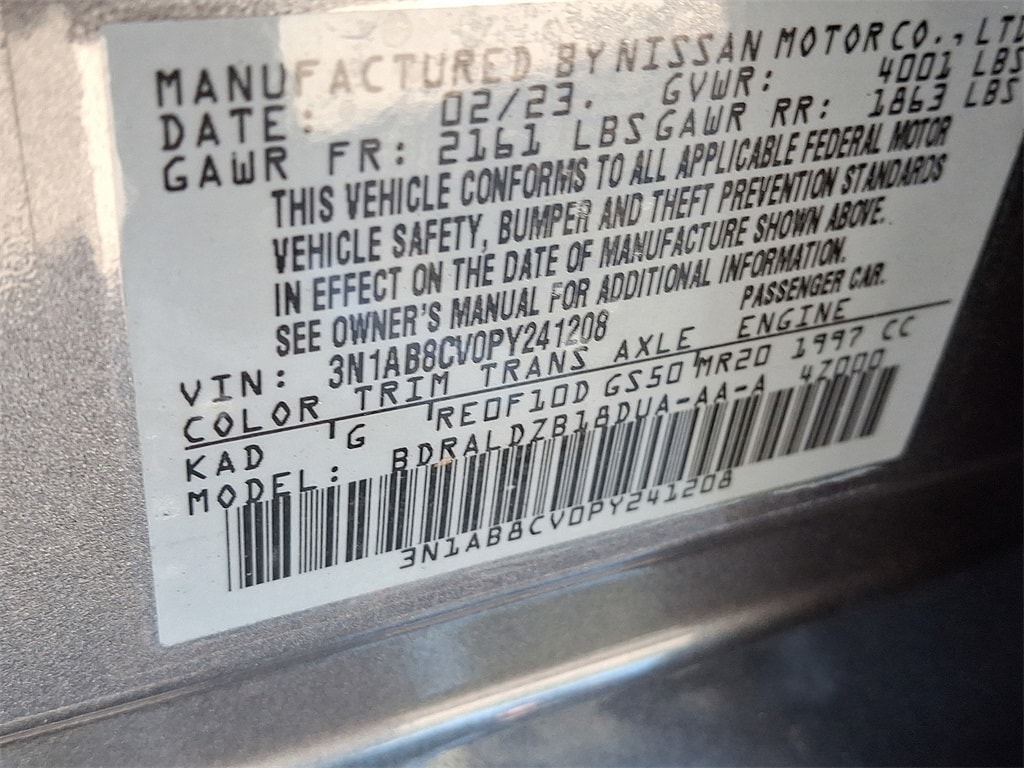 MANUFACTURED BY NISSAN MOTOR CO., LTD
DATE: 02/23. GVWR: 4001 LBS
GAWR FR: 2161 LBS GAWR RR: 1863 LBS
THIS VEHICLE CONFORMS TO ALL APPLICABLE FEDERAL MOTOR
VEHICLE SAFETY, BUMPER AND THEFT PREVENTION STANDARDS
IN EFFECT ON THE DATE OF MANUFACTURE SHOWN ABOVE.
SEE OWNER'S MANUAL FOR ADDITIONAL INFORMATION.
VIN: 3N1AB8CV0PY241208 PASSENGER CAR.
COLOR TRIM TRANS AXLE ENGINE
KAD G RE0F10D GS50 MR20 1997 CC
MODEL: BDRALDZB18DUA-AA-A 47000
3N1AB8CV0PY241208